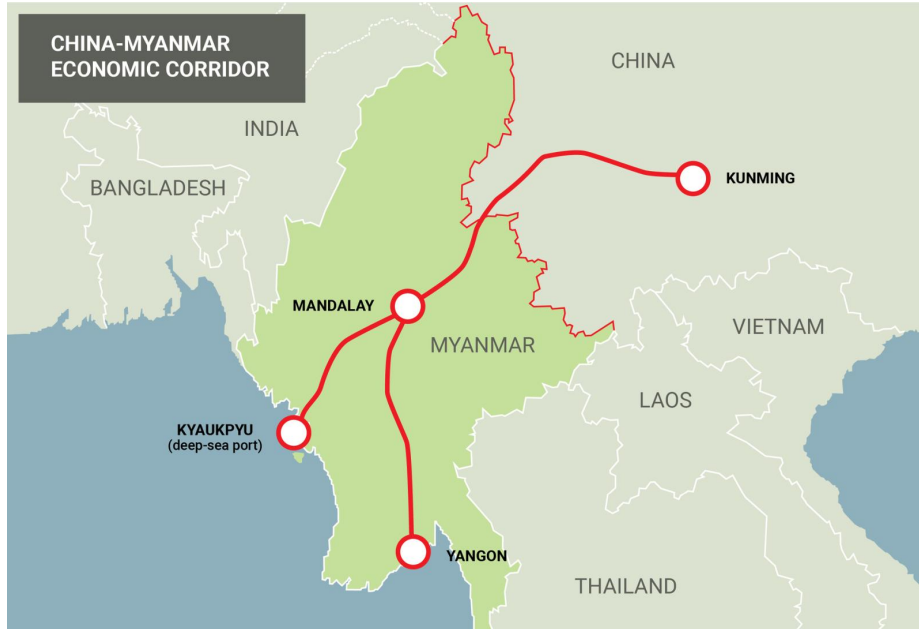 CHINA-MYANMAR
ECONOMIC CORRIDOR
CHINA
INDIA
BANGLADESH
KUNMING
MANDALAY
MYANMAR
VIETNAM
LAOS
KYAUKPYU
(deep-sea port)
YANGON
THAILAND